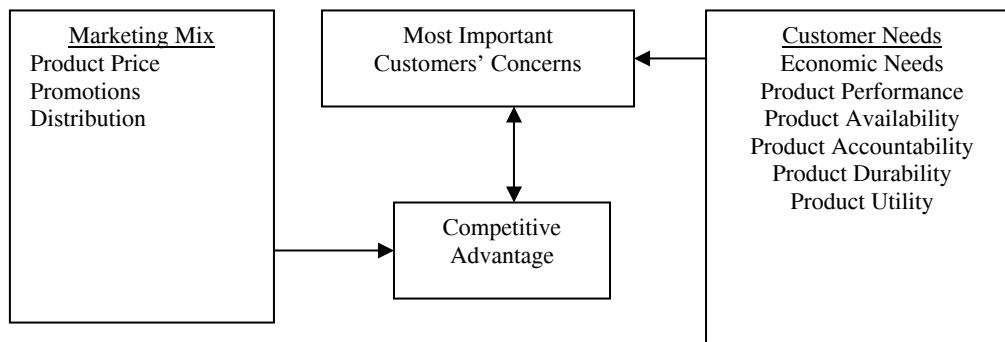 Marketing Mix
Product Price
Promotions
Distribution
Most Important
Customers’ Concerns
Competitive
Advantage
Customer Needs
Economic Needs
Product Performance
Product Availability
Product Accountability
Product Durability
Product Utility